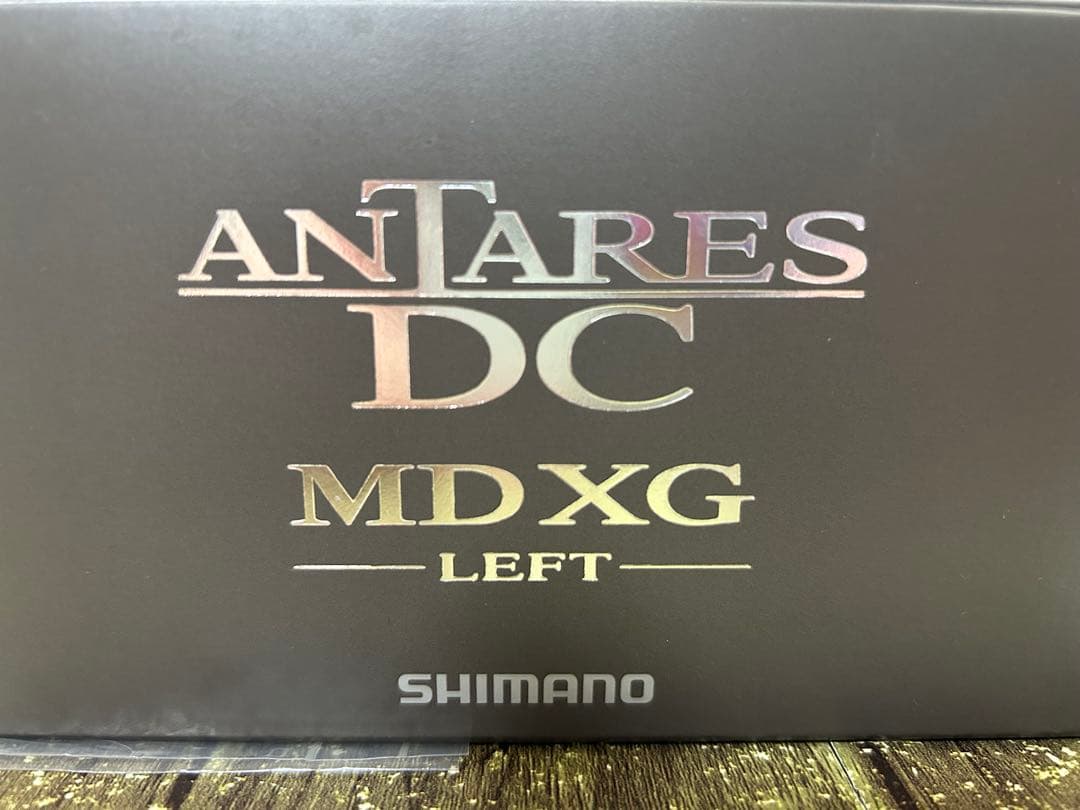 ANTARES
DC
MD XG
LEFT
SHIMANO